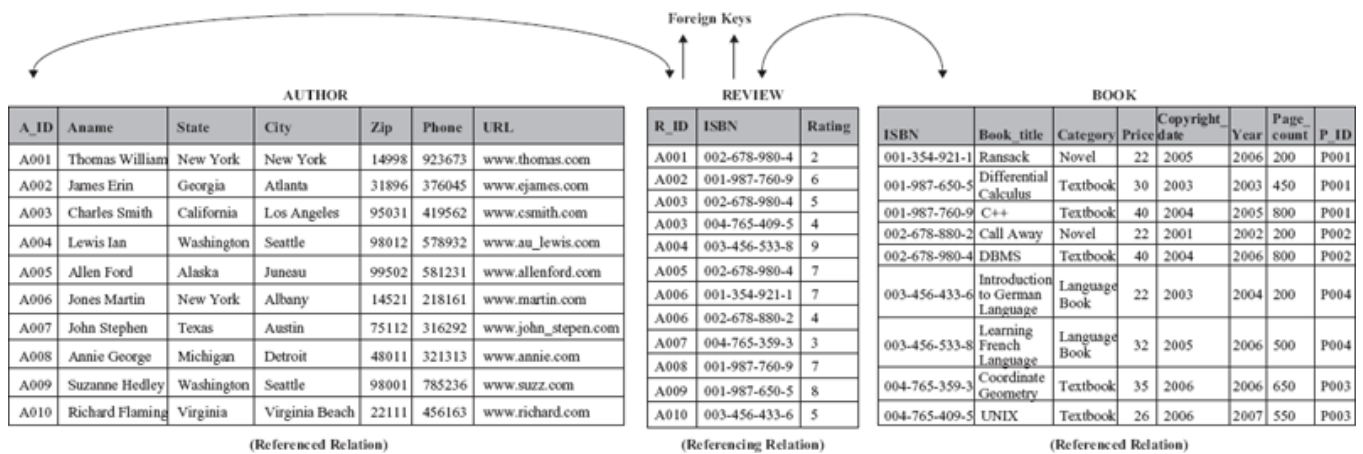 Foreign Keys
AUTHOR
A_ID Aname State City Zip Phone URL
A001 Thomas William New York New York 14998 923673 www.thomas.com
A002 James Erin Georgia Atlanta 31896 376045 www.ejames.com
A003 Charles Smith California Los Angeles 95031 419562 www.csmith.com
A004 Lewis Ian Washington Seattle 98012 578932 www.au_lewis.com
A005 Allen Ford Alaska Juneau 99502 581231 www.allenford.com
A006 Jones Martin New York Albany 14521 218161 www.martin.com
A007 John Stephen Texas Austin 75112 316292 www.john_stepen.com
A008 Annie George Michigan Detroit 48011 321313 www.annie.com
A009 Suzanne Hedley Washington Seattle 98001 785236 www.suzz.com
A010 Richard Flaming Virginia Virginia Beach 22111 456163 www.richard.com
(Referenced Relation)
REVIEW
R_ID ISBN Rating
A001 002-678-980-4 2
A002 001-987-760-9 6
A003 002-678-980-4 5
A003 004-765-409-5 4
A004 003-456-533-8 9
A005 002-678-980-4 7
A006 001-354-921-1 7
A006 002-678-880-2 4
A007 004-765-359-3 3
A008 001-987-760-9 7
A009 001-987-650-5 8
A010 003-456-433-6 5
(Referencing Relation)
BOOK
ISBN Book_title Category Price Copyright_
date Year Page_
count P_ID
001-354-921-1 Ransack Novel 22 2005 2006 200 P001
001-987-650-5 Differential
Calculus Textbook 30 2003 2003 450 P001
001-987-760-9 C++ Textbook 40 2004 2005 800 P001
002-678-880-2 Call Away Novel 22 2001 2002 200 P002
002-678-980-4 DBMS Textbook 40 2004 2006 800 P002
003-456-433-6 Introduction
to German
Language Language
Book 22 2003 2004 200 P004
003-456-533-8 Learning
French
Language Language
Book 32 2005 2006 500 P004
004-765-359-3 Coordinate
Geometry Textbook 35 2006 2006 650 P003
004-765-409-5 UNIX Textbook 26 2006 2007 550 P003
(Referenced Relation)